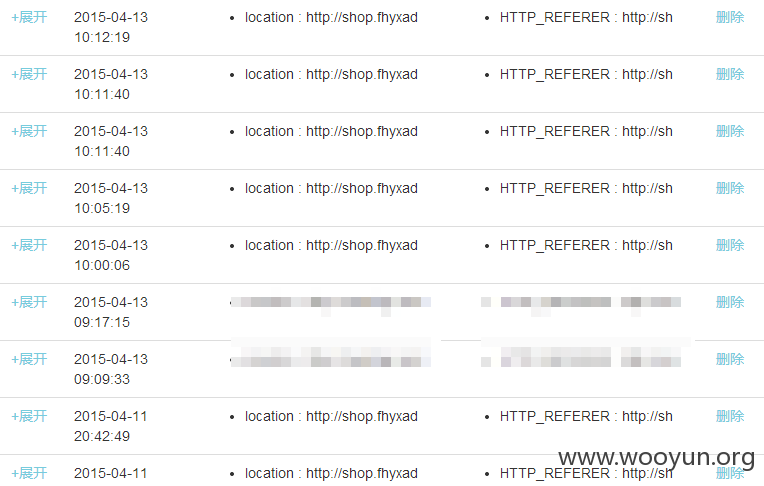 +展开 2015-04-13 • location : http://shop.fhyxad • HTTP_REFERER : http://sh 删除
10:12:19
+展开 2015-04-13 • location : http://shop.fhyxad • HTTP_REFERER : http://sh 删除
10:11:40
+展开 2015-04-13 • location : http://shop.fhyxad • HTTP_REFERER : http://sh 删除
10:11:40
+展开 2015-04-13 • location : http://shop.fhyxad • HTTP_REFERER : http://sh 删除
10:05:19
+展开 2015-04-13 • location : http://shop.fhyxad • HTTP_REFERER : http://sh 删除
10:00:06
+展开 2015-04-13 删除
09:17:15
+展开 2015-04-13 删除
09:09:33
+展开 2015-04-11 • location : http://shop.fhyxad • HTTP_REFERER : http://sh 删除
20:42:49
www.wooyun.org
+展开 2015-04-11 • location : http://shop.fhyxad • HTTP_REFERER : http://sh 删除